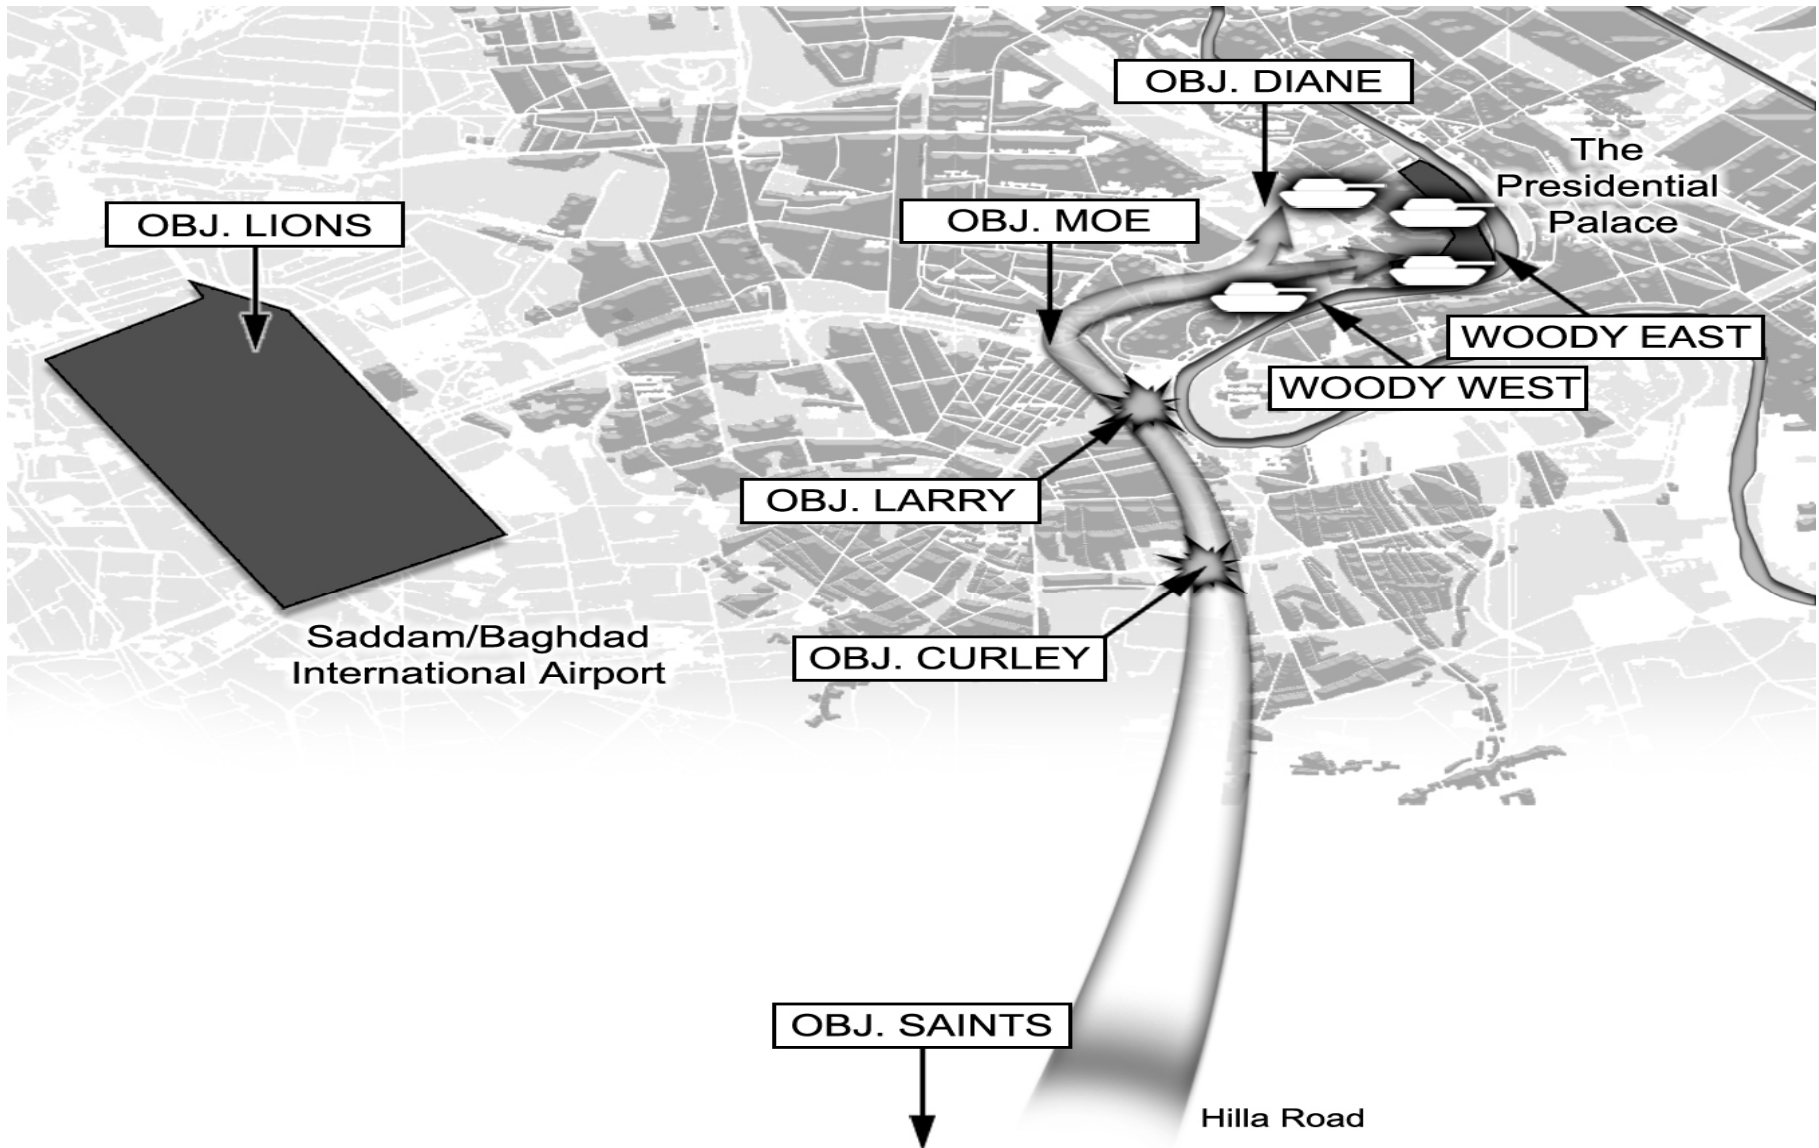 OBJ. DIANE
The
Presidential
Palace
OBJ. LIONS
OBJ. MOE
WOODY EAST
WOODY WEST
OBJ. LARRY
Saddam/Baghdad
International Airport
OBJ. CURLEY
OBJ. SAINTS
Hilla Road